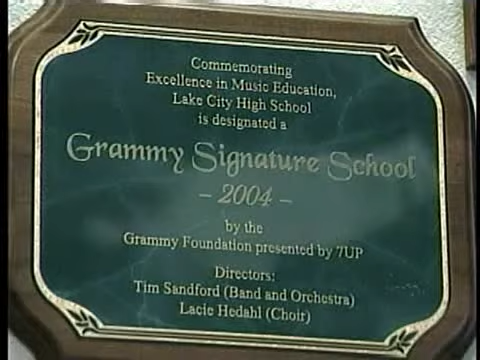 Commemorating
Excellence in Music Education,
Lake City High School
is designated a
Grammy Signature School
– 2004 –
by the
Grammy Foundation presented by 7UP
Directors:
Tim Sandford (Band and Orchestra)
Lacie Hedahl (Choir)